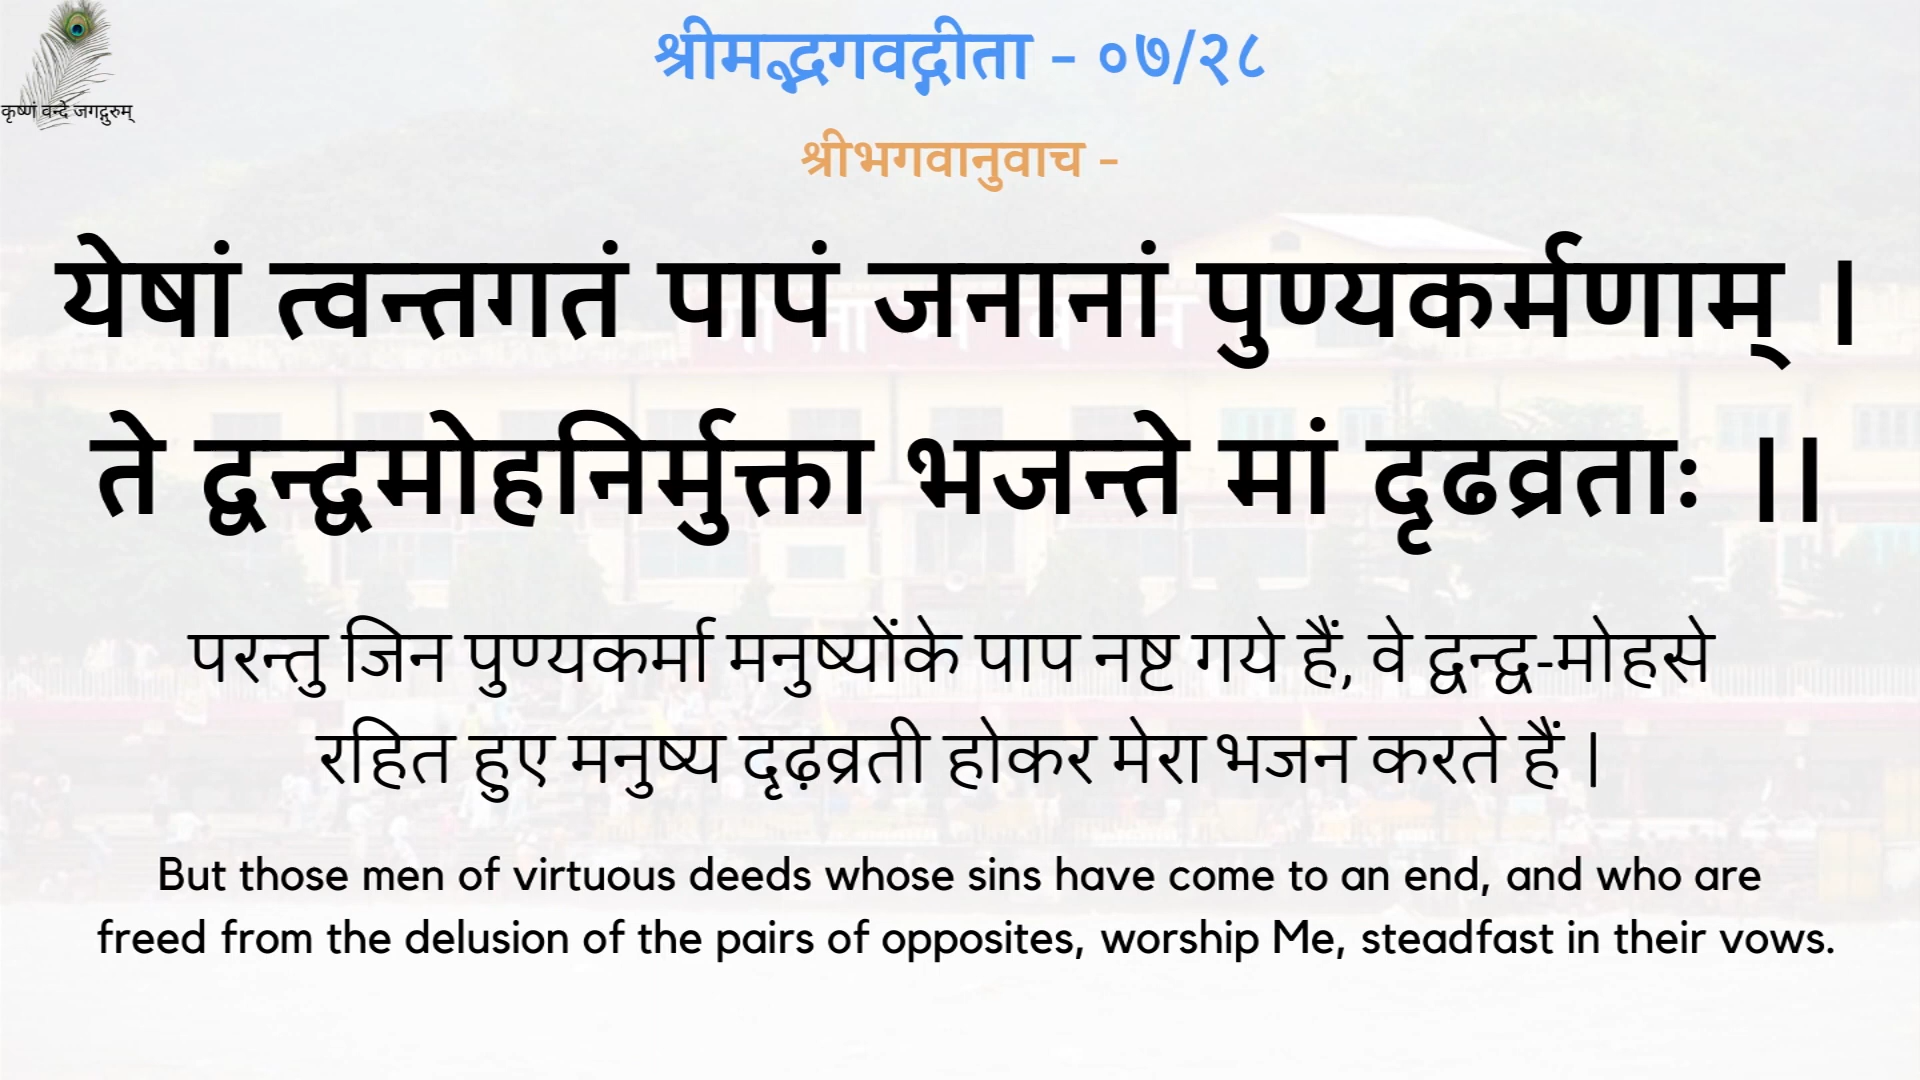 श्रीमद्भगवद्गीता - ०७/२८
कृष्णं वन्दे जगद्गुरुम्
श्रीभगवानुवाच -
येषां त्वन्तगतं पापं जनानां पुण्यकर्मणाम् ।
ते द्वन्द्वमोहनिर्मुक्ता भजन्ते मां दृढव्रताः ।।
परन्तु जिन पुण्यकर्मा मनुष्योंके पाप नष्ट गये हैं, वे द्वन्द्व-मोहसे
रहित हुए मनुष्य दृढ़व्रती होकर मेरा भजन करते हैं |
But those men of virtuous deeds whose sins have come to an end, and who are
freed from the delusion of the pairs of opposites, worship Me, steadfast in their vows.